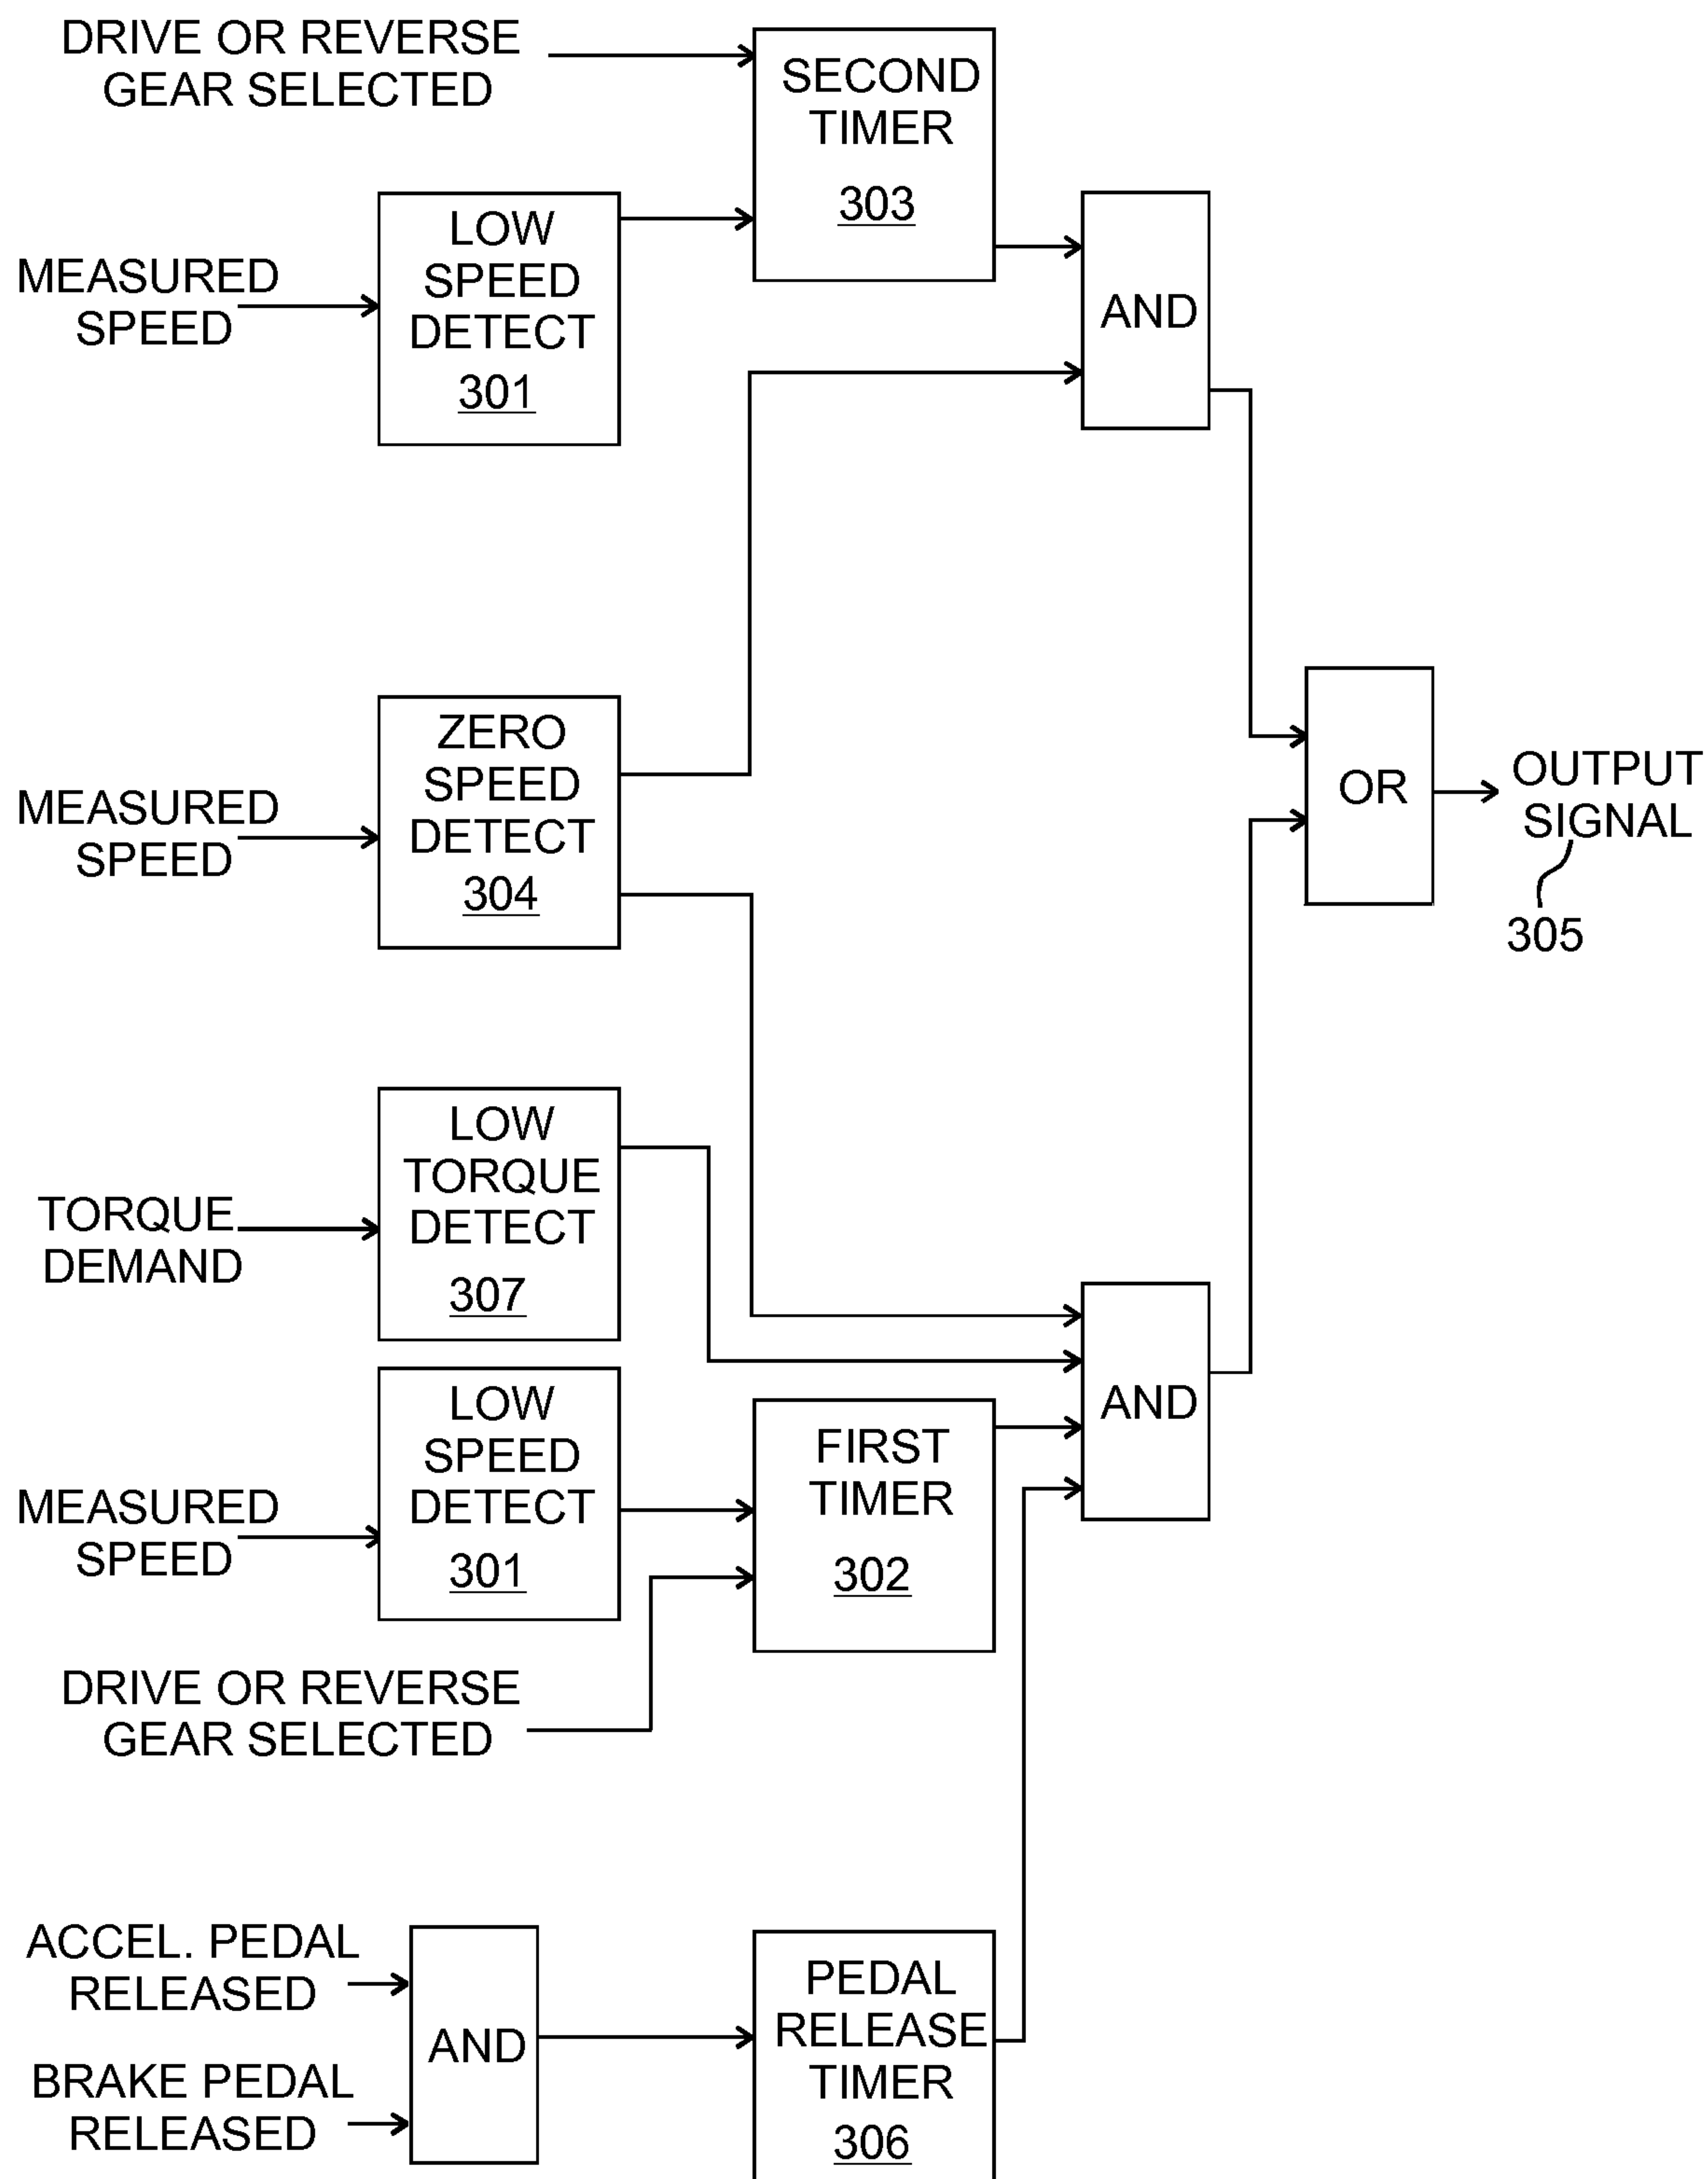 DRIVE OR REVERSE
GEAR SELECTED
SECOND
TIMER
303
MEASURED
SPEED
LOW
SPEED
DETECT
301
AND
MEASURED
SPEED
ZERO
SPEED
DETECT
304
OR
OUTPUT
SIGNAL
305
TORQUE
DEMAND
LOW
TORQUE
DETECT
307
MEASURED
SPEED
LOW
SPEED
DETECT
301
FIRST
TIMER
302
AND
DRIVE OR REVERSE
GEAR SELECTED
ACCEL. PEDAL
RELEASED
BRAKE PEDAL
RELEASED
AND
PEDAL
RELEASE
TIMER
306